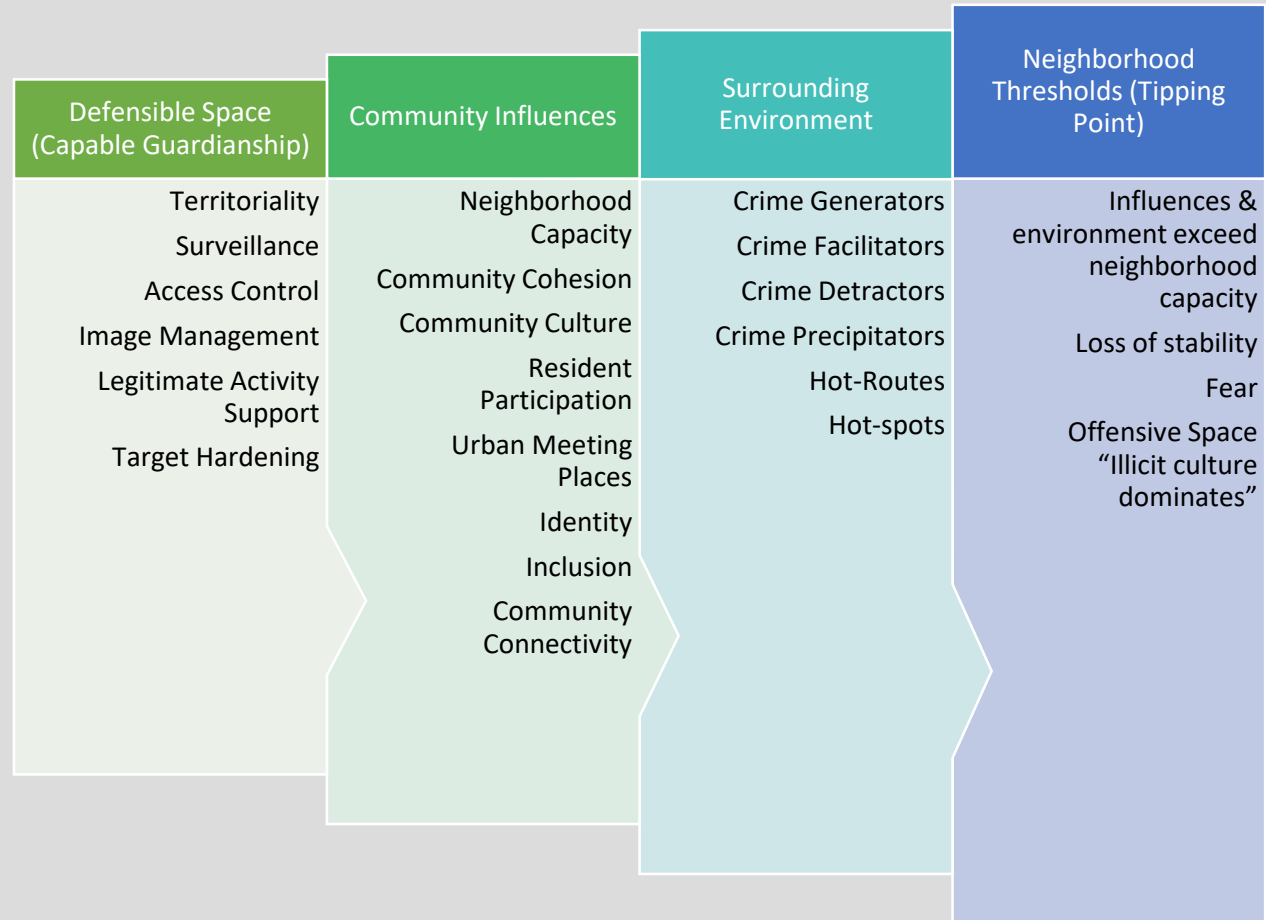 Defensible Space
(Capable Guardianship)
Territoriality
Surveillance
Access Control
Image Management
Legitimate Activity
Support
Target Hardening
Community Influences
Neighborhood
Capacity
Community Cohesion
Community Culture
Resident
Participation
Urban Meeting
Places
Identity
Inclusion
Community
Connectivity
Surrounding
Environment
Crime Generators
Crime Facilitators
Crime Detractors
Crime Precipitators
Hot-Routes
Hot-spots
Neighborhood
Thresholds (Tipping
Point)
Influences &
environment exceed
neighborhood
capacity
Loss of stability
Fear
Offensive Space
“Illicit culture
dominates”